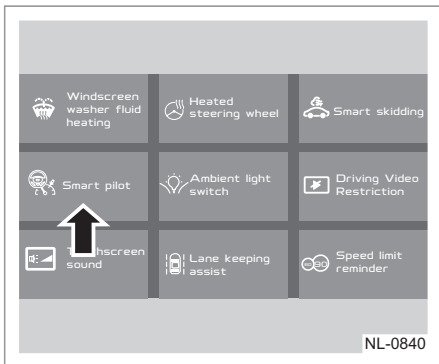 Windscreen
washer fluid
heating
Heated
steering wheel
Smart skidding
Smart pilot
Ambient light
switch
Driving Video
Restriction
hscreen
sound
Lane keeping
assist
Speed limit
reminder
NL-0840